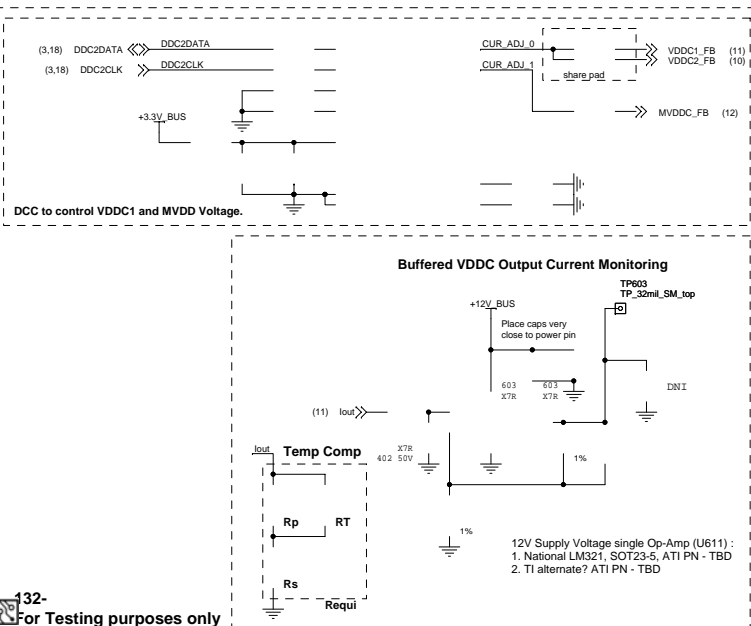 (3,18) DDC2DATA DDC2DATA
(3,18) DDC2CLK DDC2CLK
+3.3V_BUS
CUR_ADJ_0
CUR_ADJ_1
share pad
VDDC1_FB (11)
VDDC2_FB (10)
MVDDC_FB (12)
DCC to control VDDC1 and MVDD Voltage.
Buffered VDDC Output Current Monitoring
TP603
TP_32mil_SM_top
+12V_BUS
Place caps very
close to power pin
603 603
X7R X7R
DNI
(11) Iout
X7R
402 50V
1%
Iout
Temp Comp
Rp RT
1%
Rs
Requi
12V Supply Voltage single Op-Amp (U611) :
1. National LM321, SOT23-5, ATI PN - TBD
2. TI alternate? ATI PN - TBD
132-
For Testing purposes only